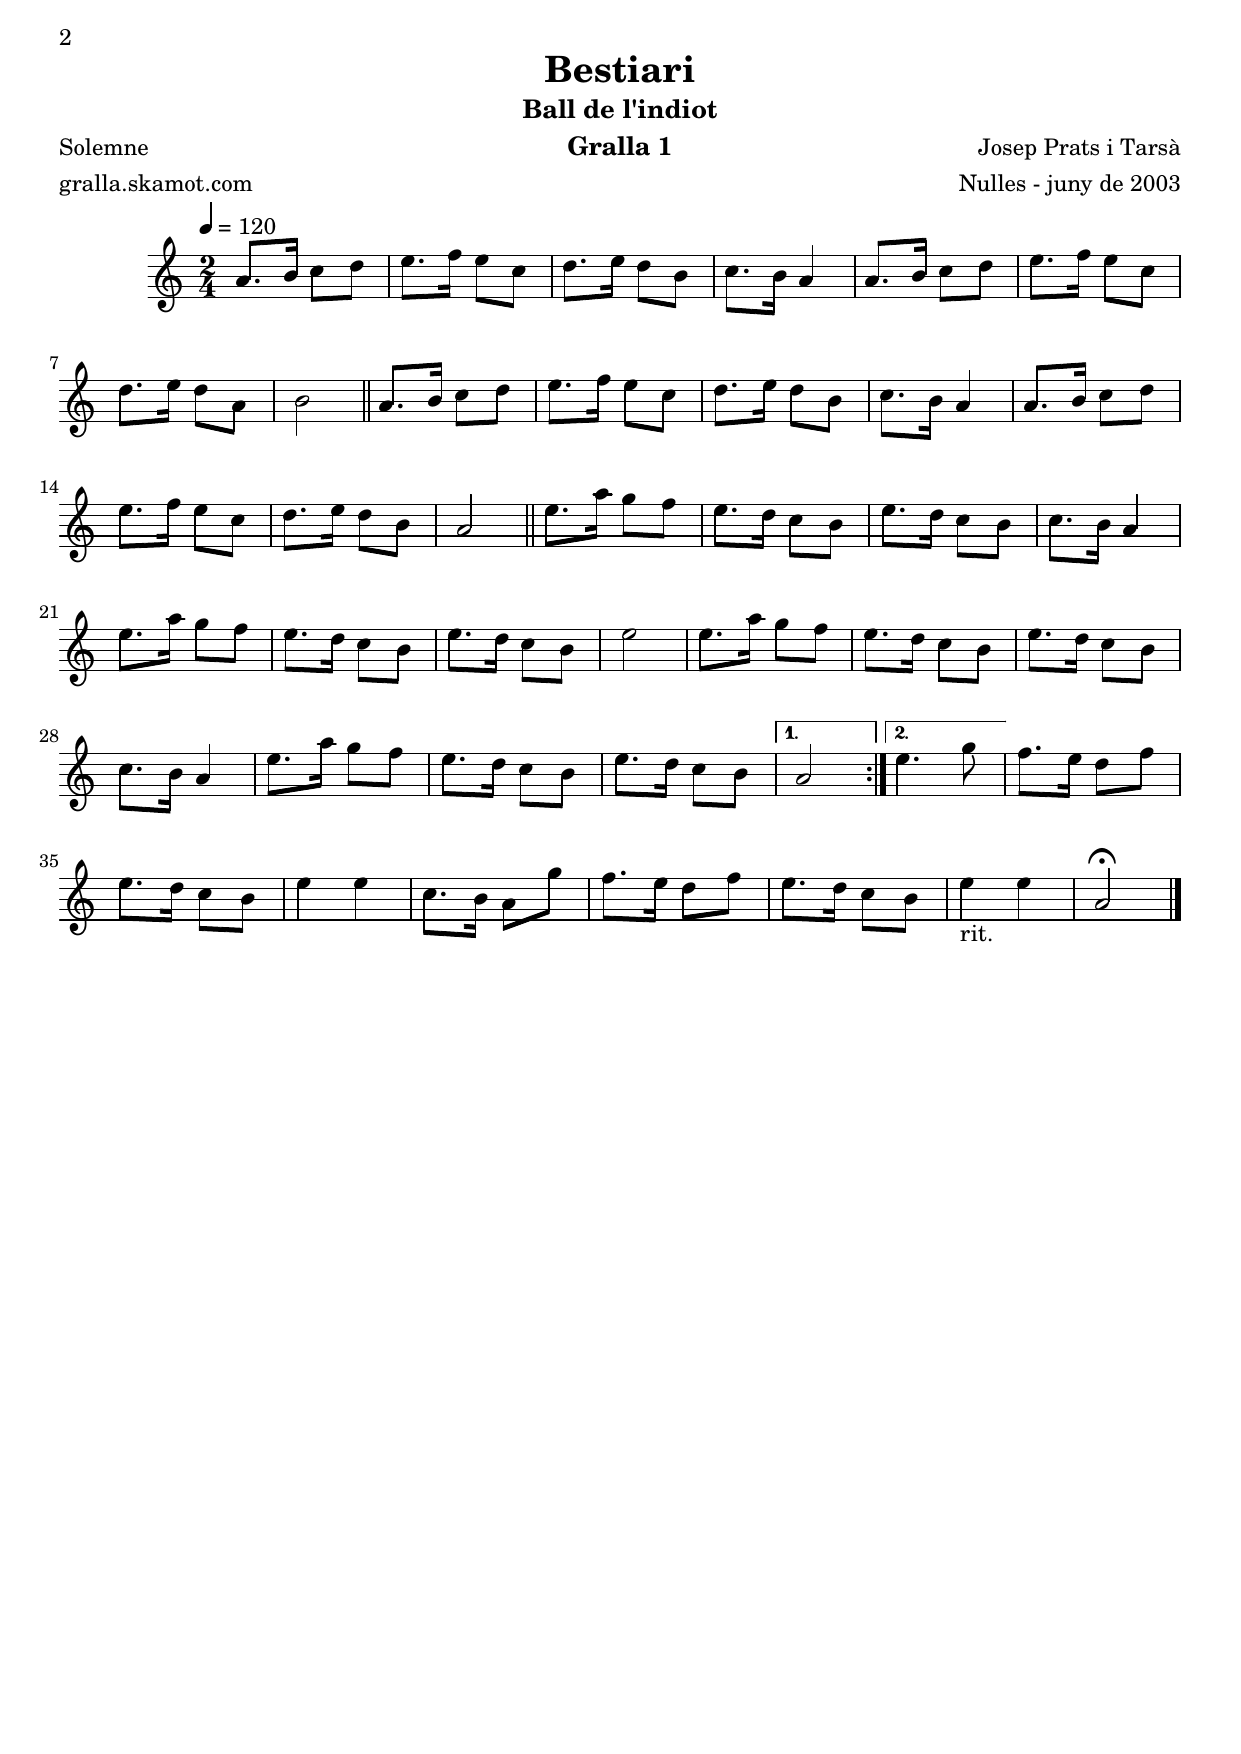 2
Bestiari
Ball de l'indiot
Solemne Gralla 1 Josep Prats i Tarsà
gralla.skamot.com Nulles - juny de 2003
= 120
2
4
7
14
21
28 1. 2.
35
rit.